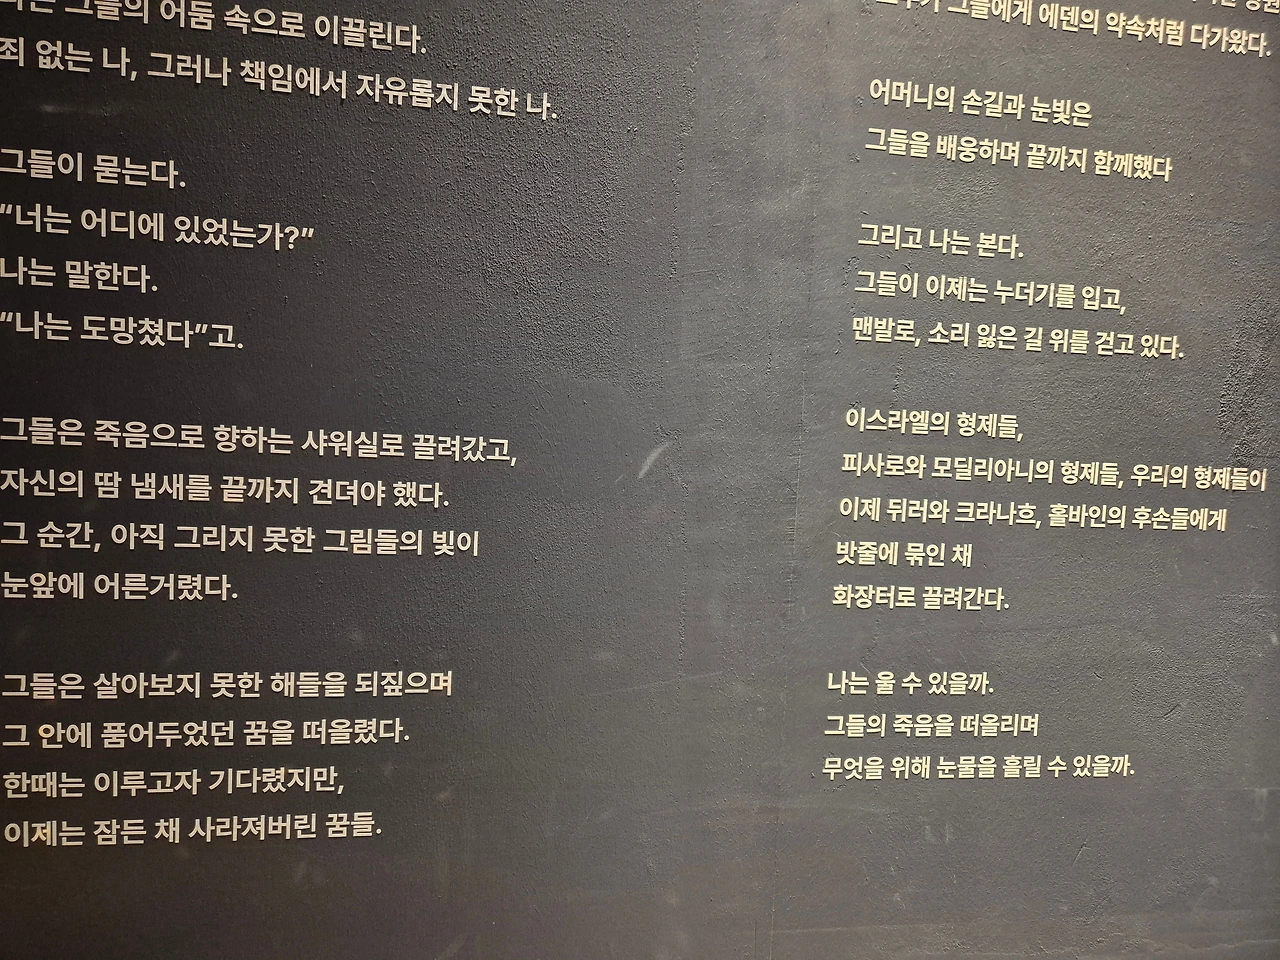 그들의 어둠 속으로 이끌린다.
죄 없는 나, 그러나 책임에서 자유롭지 못한 나.
그들이 묻는다.
“너는 어디에 있었는가?”
나는 말한다.
“나는 도망쳤다”고.
그들은 죽음으로 향하는 샤워실로 끌려갔고,
자신의 땀 냄새를 끝까지 견뎌야 했다.
그 순간, 아직 그리지 못한 그림들의 빛이
눈앞에 어른거렸다.
그들은 살아보지 못한 해들을 되짚으며
그 안에 품어두었던 꿈을 떠올렸다.
한때는 이루고자 기다렸지만,
이제는 잠든 채 사라져버린 꿈들.
그들에게 에덴의 약속처럼 다가왔다.
어머니의 손길과 눈빛은
그들을 배웅하며 끝까지 함께했다
그리고 나는 본다.
그들이 이제는 누더기를 입고,
맨발로, 소리 잃은 길 위를 걷고 있다.
이스라엘의 형제들,
피사로와 모딜리아니의 형제들, 우리의 형제들이
이제 뒤러와 크라나흐, 홀바인의 후손들에게
밧줄에 묶인 채
화장터로 끌려간다.
나는 울 수 있을까.
그들의 죽음을 떠올리며
무엇을 위해 눈물을 흘릴 수 있을까.